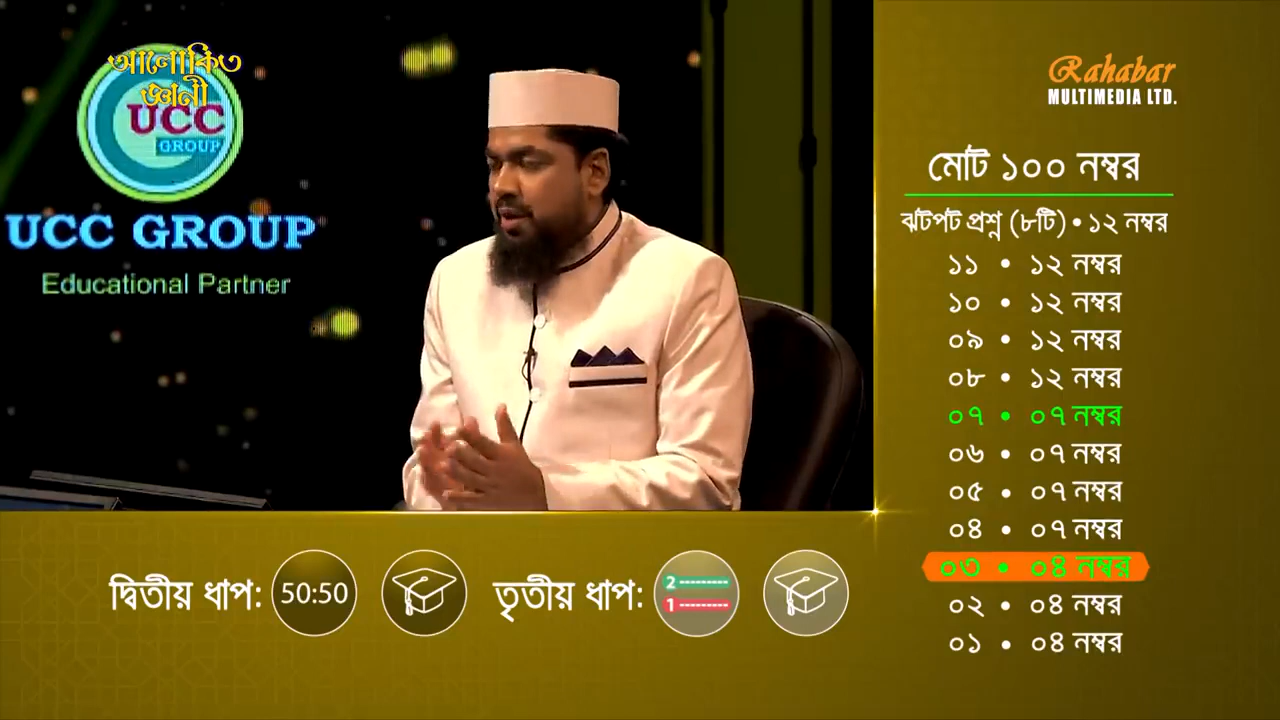 আলোকিত
জ্ঞানী
UCC
GROUP
UCC GROUP
Educational Partner
Rahabar
MULTIMEDIA LTD.
মোট ১০০ নম্বর
ঝটপট প্রশ্ন (৮টি) • ১২ নম্বর
১১ • ১২ নম্বর
১০ • ১২ নম্বর
০৯ • ১২ নম্বর
০৮ • ১২ নম্বর
০৭ • ০৭ নম্বর
০৬ • ০৭ নম্বর
০৫ • ০৭ নম্বর
০৪ • ০৭ নম্বর
০৩ • ০৪ নম্বর
০২ • ০৪ নম্বর
০১ • ০৪ নম্বর
দ্বিতীয় ধাপ: 50:50 তৃতীয় ধাপ:
2
1